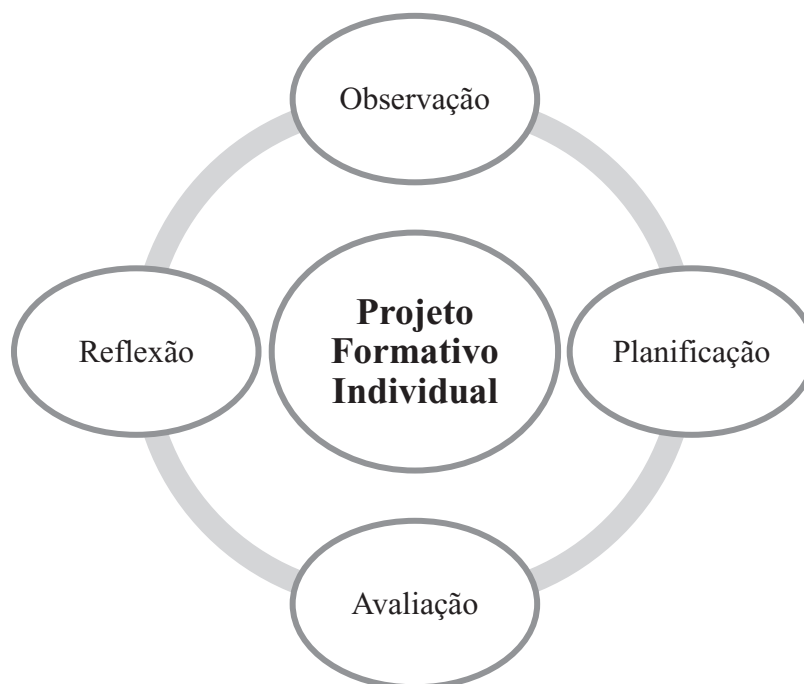 Observação
Reflexão
Projeto
Formativo
Individual
Planificação
Avaliação